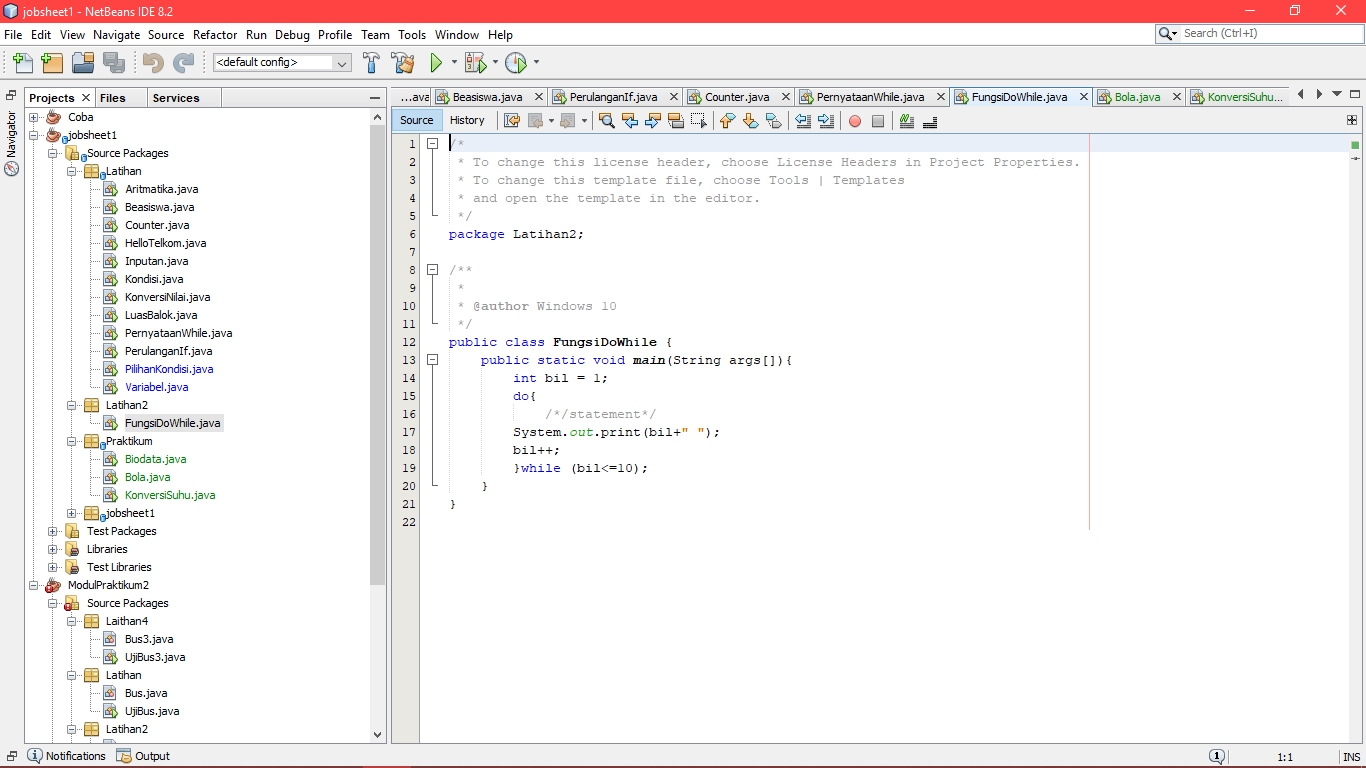 jobsheet1 - NetBeans IDE 8.2
File Edit View Navigate Source Refactor Run Debug Profile Team Tools Window Help
Search (Ctrl+I)
<default config>
Navigator
Projects Files Services
Coba
jobsheet1
Source Packages
Latihan
Aritmatika.java
Beasiswa.java
Counter.java
HelloTelkom.java
Inputan.java
Kondisi.java
KonversiNilai.java
LuasBalok.java
PernyataanWhile.java
PerulanganIf.java
PilihanKondisi.java
Variabel.java
Latihan2
FungsiDoWhile.java
Praktikum
Biodata.java
Bola.java
KonversiSuhu.java
jobsheet1
Test Packages
Libraries
Test Libraries
ModulPraktikum2
Source Packages
Laithan4
Bus3.java
UjiBus3.java
Latihan
Bus.java
UjiBus.java
Latihan2
...ava Beasiswa.java PerulanganIf.java Counter.java PernyataanWhile.java FungsiDoWhile.java Bola.java KonversiSuhu...
Source History
1 /*
2 * To change this license header, choose License Headers in Project Properties.
3 * To change this template file, choose Tools | Templates
4 * and open the template in the editor.
5 */
6 package Latihan2;
7
8 /**
9 *
10 * @author Windows 10
11 */
12 public class FungsiDoWhile {
13 public static void main(String args[]){
14 int bil = 1;
15 do{
16 /*/statement*/
17 System.out.print(bil+" ");
18 bil++;
19 }while (bil<=10);
20 }
21 }
22
Notifications Output
1 1:1 INS